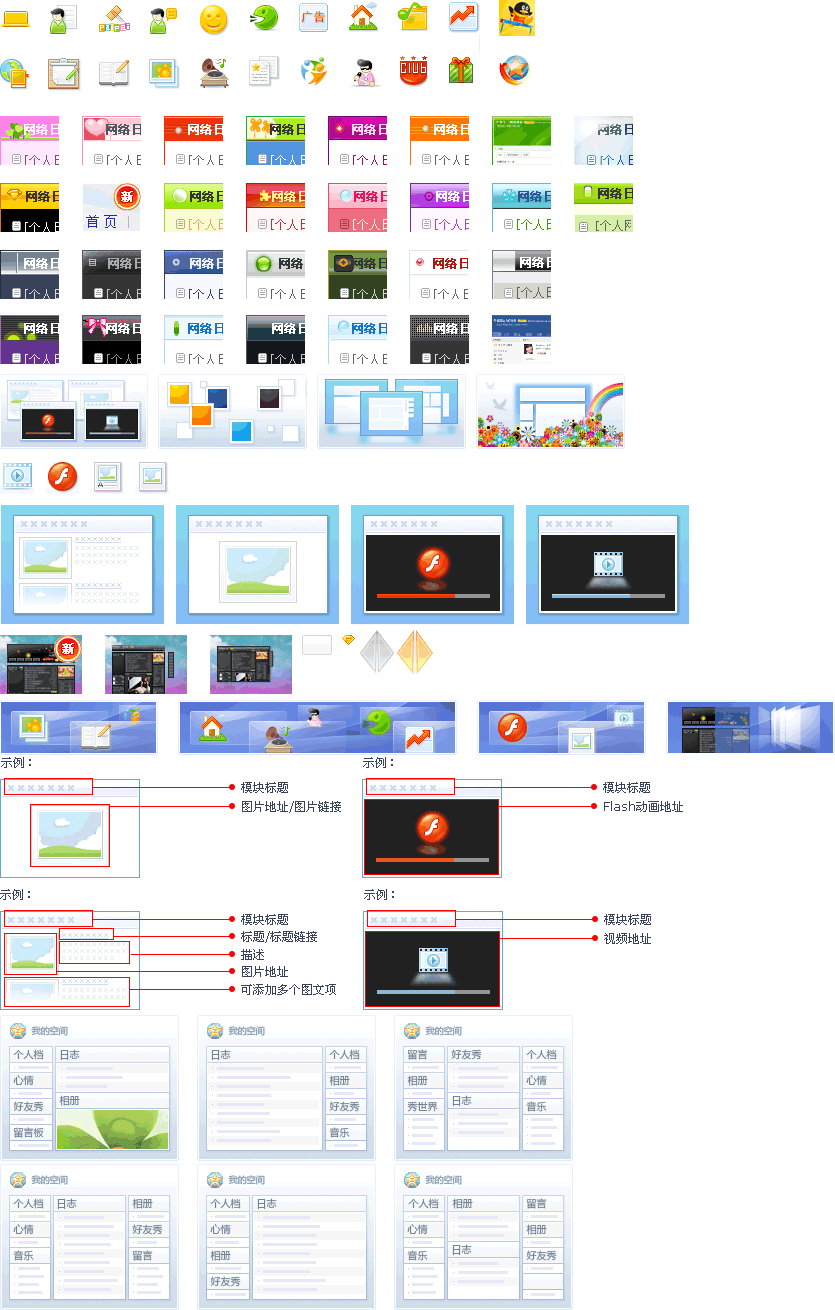 广告
Club
网络日
网络日
网络日
网络日
网络日
网络日
网络日
[个人日
[个人日
[个人日
[个人日
[个人日
[个人日
[个人日
网络日
新
网络日
网络日
网络日
网络日
网络日
网络日
[个人日
首页
[个人日
[个人日
[个人日
[个人日
[个人日
[个人网
网络日
网络日
网络日
网络
网络日
网络日
网络日
[个人日
[个人日
[个人日
[个人日
[个人日
[个人日
[个人日
网络日
网络日
网络日
网络日
网络日
网络日
[个人日
[个人日
[个人日
[个人日
[个人日
[个人日
A
新
示例：
示例：
模块标题
图片地址/图片链接
模块标题
Flash动画地址
示例：
示例：
模块标题
标题/标题链接
描述
图片地址
可添加多个图文项
模块标题
视频地址
我的空间
个人档
日志
心情
好友秀
相册
留言板
我的空间
日志
个人档
相册
好友秀
音乐
我的空间
留言
好友秀
个人档
相册
心情
秀世界
日志
音乐
我的空间
个人档
日志
相册
心情
好友秀
音乐
留言
我的空间
个人档
日志
心情
相册
好友秀
我的空间
个人档
相册
留言
心情
相册
音乐
日志
好友秀